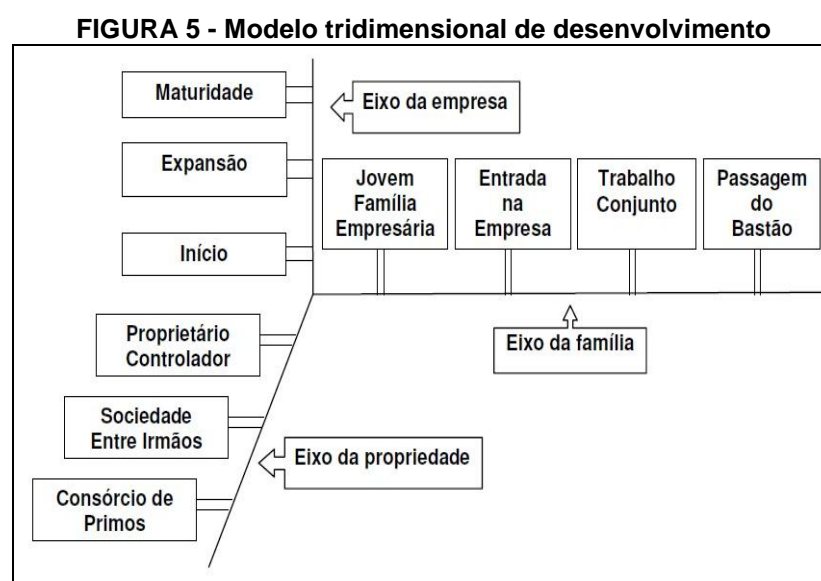 FIGURA 5 - Modelo tridimensional de desenvolvimento
Maturidade
Eixo da empresa
Expansão
Jovem
Família
Empresária
Entrada
na
Empresa
Trabalho
Conjunto
Passagem
do
Bastão
Início
Proprietário
Controlador
Eixo da família
Sociedade
Entre Irmãos
Eixo da propriedade
Consórcio de
Primos